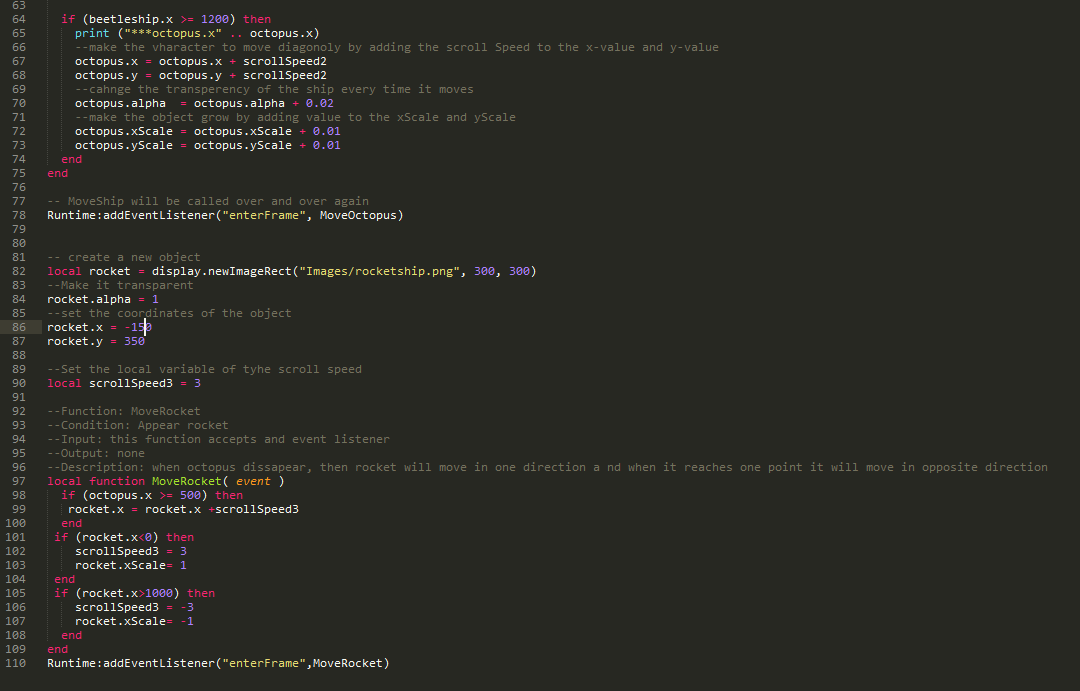 63
64 if (beetleship.x >= 1200) then
65 print ("***octopus.x" .. octopus.x)
66 --make the vharacter to move diagonoly by adding the scroll Speed to the x-value and y-value
67 octopus.x = octopus.x + scrollSpeed2
68 octopus.y = octopus.y + scrollSpeed2
69 --cahnge the transperency of the ship every time it moves
70 octopus.alpha  = octopus.alpha + 0.02
71 --make the object grow by adding value to the xScale and yScale
72 octopus.xScale = octopus.xScale + 0.01
73 octopus.yScale = octopus.yScale + 0.01
74 end
75 end
76
77 -- MoveShip will be called over and over again
78 Runtime:addEventListener("enterFrame", MoveOctopus)
79
80
81 -- create a new object
82 local rocket = display.newImageRect("Images/rocketship.png", 300, 300)
83 --Make it transparent
84 rocket.alpha = 1
85 --set the coordinates of the object
86 rocket.x = -150
87 rocket.y = 350
88
89 --Set the local variable of tyhe scroll speed
90 local scrollSpeed3 = 3
91
92 --Function: MoveRocket
93 --Condition: Appear rocket
94 --Input: this function accepts and event listener
95 --Output: none
96 --Description: when octopus dissapear, then rocket will move in one direction a nd when it reaches one point it will move in opposite direction
97 local function MoveRocket( event )
98 if (octopus.x >= 500) then
99 rocket.x = rocket.x +scrollSpeed3
100 end
101 if (rocket.x<0) then
102 scrollSpeed3 = 3
103 rocket.xScale= 1
104 end
105 if (rocket.x>1000) then
106 scrollSpeed3 = -3
107 rocket.xScale= -1
108 end
109 end
110 Runtime:addEventListener("enterFrame",MoveRocket)